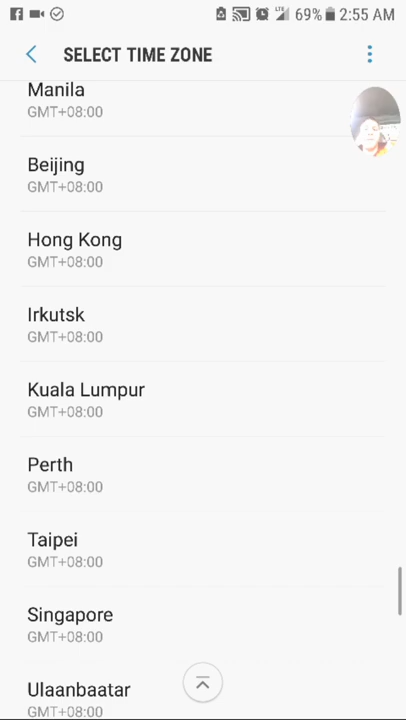 LTE 69% 2:55 AM
SELECT TIME ZONE
Manila
GMT+08:00
Beijing
GMT+08:00
Hong Kong
GMT+08:00
Irkutsk
GMT+08:00
Kuala Lumpur
GMT+08:00
Perth
GMT+08:00
Taipei
GMT+08:00
Singapore
GMT+08:00
Ulaanbaatar
GMT+08:00